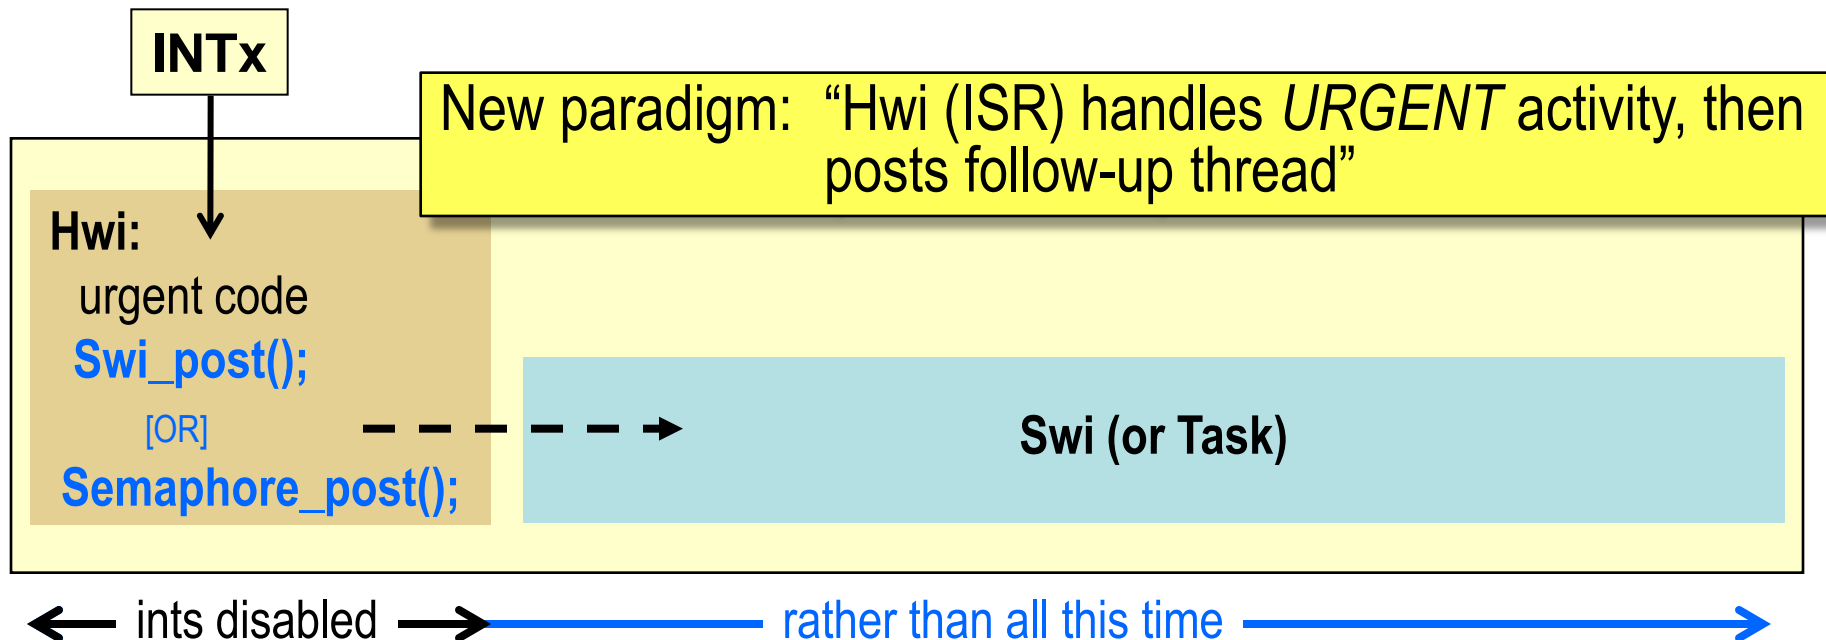 INTx
New paradigm: “Hwi (ISR) handles URGENT activity, then
posts follow-up thread”
Hwi:
urgent code
Swi_post();
[OR]
Semaphore_post();
Swi (or Task)
ints disabled
rather than all this time